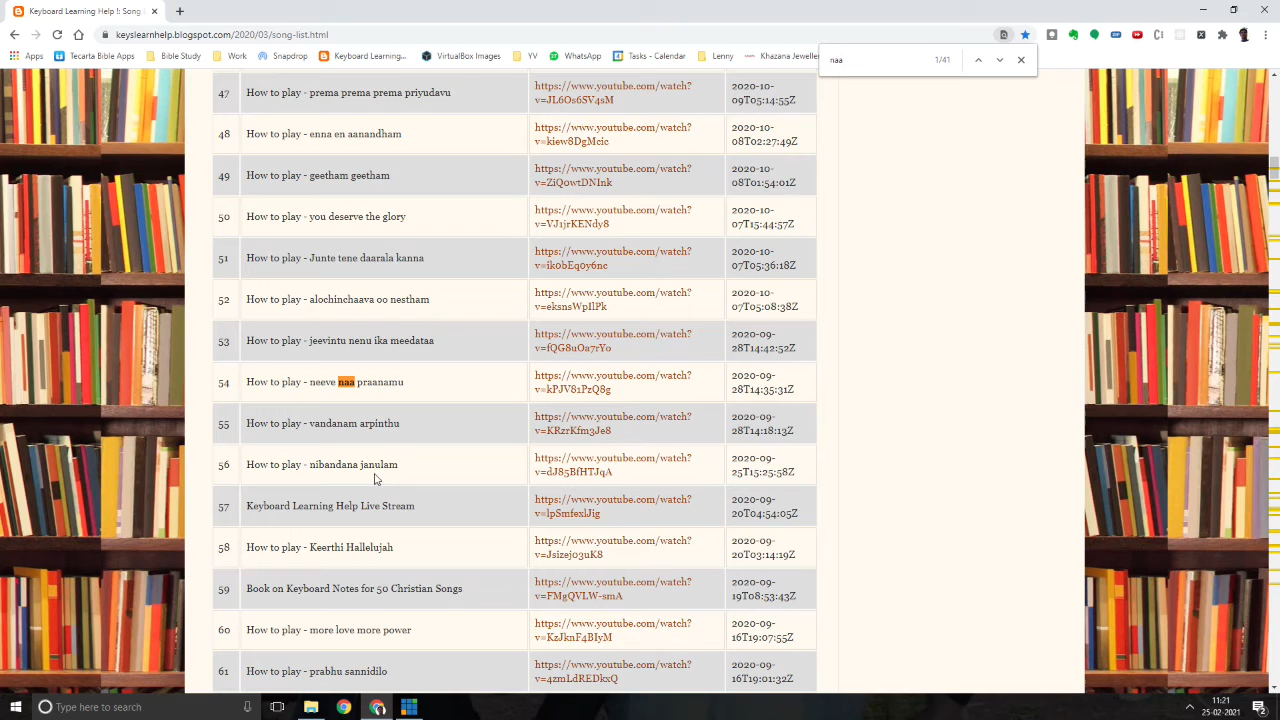 Keyboard Learning Help !: Song L
keyslearnhelp.blogspot.com/2020/03/song-list.html
Apps
Tecarta Bible Apps
Bible Study
Work
Snapdrop
Keyboard Learning...
VirtualBox Images
YV
WhatsApp
Tasks - Calendar
Lenny
Khazana Jeweller
naa
1/41
47 How to play - prema prema prema priyudavu https://www.youtube.com/watch? 2020-10-
v=JL6Os6SV4sM 09T05:14:55Z
48 How to play - enna en aanandham https://www.youtube.com/watch? 2020-10-
v=kiew8DgMcic 08T02:27:49Z
49 How to play - geetham geetham https://www.youtube.com/watch? 2020-10-
v=ZiQ0wtDNInk 08T01:54:01Z
50 How to play - you deserve the glory https://www.youtube.com/watch? 2020-10-
v=VJ1jrKENdy8 07T15:44:57Z
51 How to play - Junte tene daarala kanna https://www.youtube.com/watch? 2020-10-
v=ik0bEq0y6nc 07T05:36:18Z
52 How to play - alochinchaava oo nestham https://www.youtube.com/watch? 2020-10-
v=eksnsWpIlPk 07T05:08:38Z
53 How to play - jeevintu nenu ika meedataa https://www.youtube.com/watch? 2020-09-
v=fQG8uOa7rYo 28T14:42:52Z
54 How to play - neeve naa praanamu https://www.youtube.com/watch? 2020-09-
v=kPJV81PzQ8g 28T14:35:31Z
55 How to play - vandanam arpinthu https://www.youtube.com/watch? 2020-09-
v=KRzrKfm3Je8 28T14:18:13Z
56 How to play - nibandana janulam https://www.youtube.com/watch? 2020-09-
v=dJ85BfHTJqA 25T15:25:58Z
57 Keyboard Learning Help Live Stream https://www.youtube.com/watch? 2020-09-
v=lpSmfexlJig 20T04:54:05Z
58 How to play - Keerthi Hallelujah https://www.youtube.com/watch? 2020-09-
v=Jsizej03uK8 20T03:14:19Z
59 Book on Keyboard Notes for 50 Christian Songs https://www.youtube.com/watch? 2020-09-
v=FMgQVLW-smA 19T08:53:43Z
60 How to play - more love more power https://www.youtube.com/watch? 2020-09-
v=KzJknF4BIyM 16T19:07:55Z
61 How to play - prabhu sannidilo https://www.youtube.com/watch? 2020-09-
v=4zmLdREDkxQ 16T19:01:32Z
Type here to search
11:21
25-02-2021
2